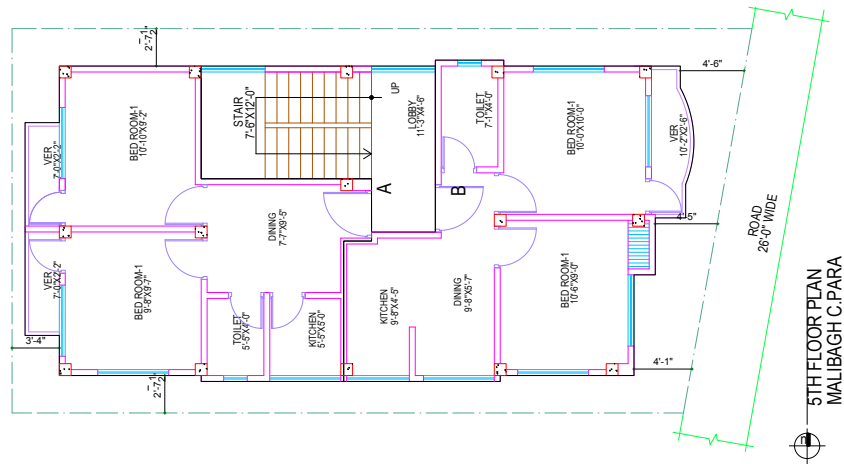 2'-7 1/2"
4'-6"
VER
7'-0"X2'-2"
BED ROOM-1
10'-10"X9'-2"
STAIR
7'-6"X12'-0"
UP
LOBBY
11'-3"X4'-6"
TOILET
7'-1"X4'-0"
BED ROOM-1
10'-0"X10'-0"
VER
10'-2"X2'-6"
A
B
DINING
7'-7"X9'-5"
4'-5"
ROAD
26'-0" WIDE
VER
7'-0"X2'-2"
BED ROOM-1
9'-8"X9'-7"
TOILET
5'-5"X4'-0"
KITCHEN
5'-5"X5'-0"
KITCHEN
9'-8"X4'-5"
DINING
9'-8"X5'-7"
BED ROOM-1
10'-6"X9'-0"
3'-4"
2'-7 1/2"
4'-1"
5TH FLOOR PLAN
MALIBAGH C.PARA
n